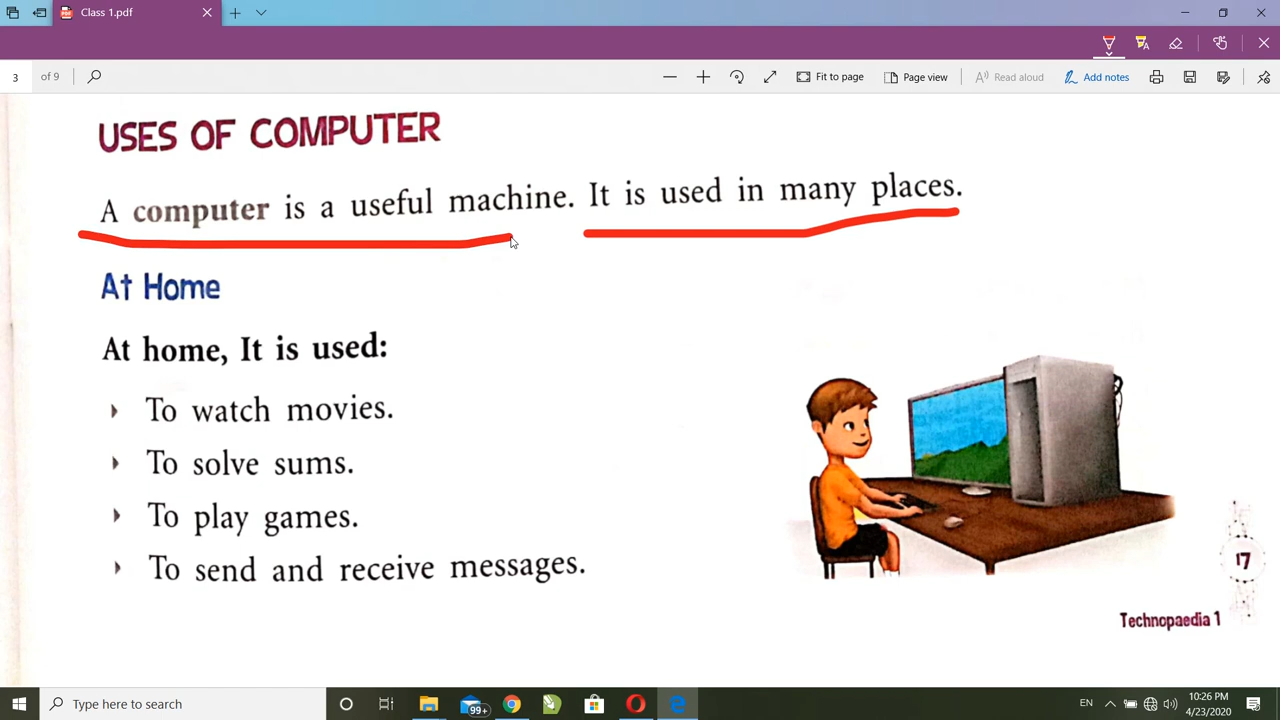 Class 1.pdf
3 of 9
Fit to page
Page view
Read aloud
Add notes
USES OF COMPUTER
A computer is a useful machine. It is used in many places.
At Home
At home, It is used:
To watch movies.
To solve sums.
To play games.
To send and receive messages.
17
Technopaedia 1
Type here to search
99+
EN
10:26 PM
4/23/2020